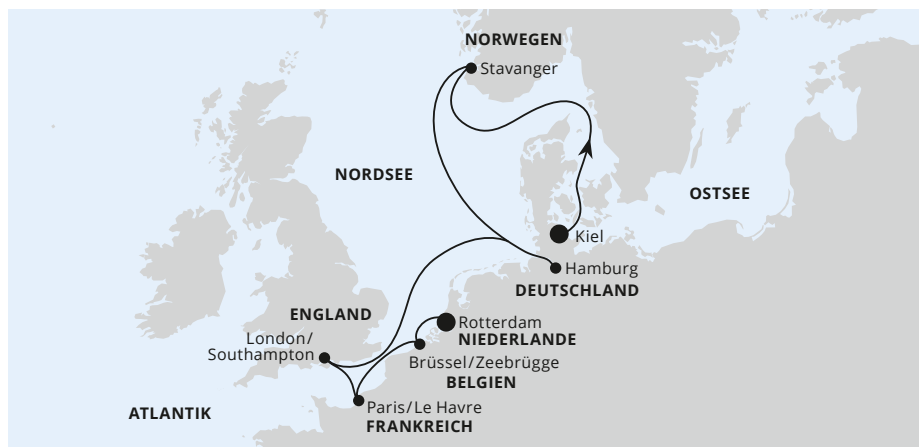 NORWEGEN
Stavanger
NORDSEE
OSTSEE
Kiel
Hamburg
DEUTSCHLAND
ENGLAND
London/
Southampton
Rotterdam
NIEDERLANDE
Brüssel/Zeebrügge
BELGIEN
Paris/Le Havre
FRANKREICH
ATLANTIK